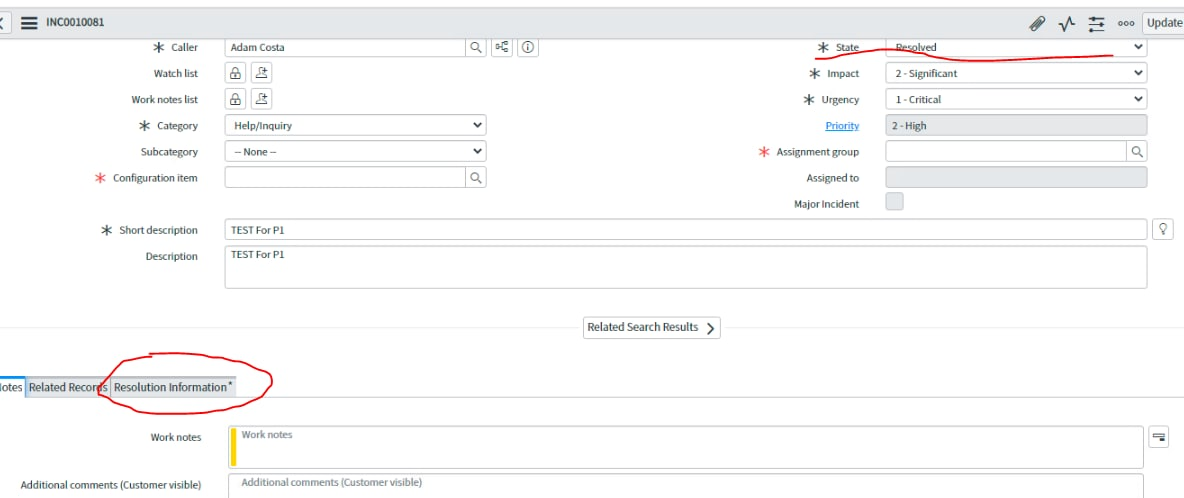 INC0010081
Update
Caller Adam Costa
State Resolved
Watch list
Impact 2 - Significant
Work notes list
Urgency 1 - Critical
Category Help/Inquiry
Priority 2 - High
Subcategory -- None --
Assignment group
Configuration item
Assigned to
Major Incident
Short description TEST For P1
Description TEST For P1
Related Search Results
Related Records Resolution Information*
Work notes Work notes
Additional comments (Customer visible) Additional comments (Customer visible)